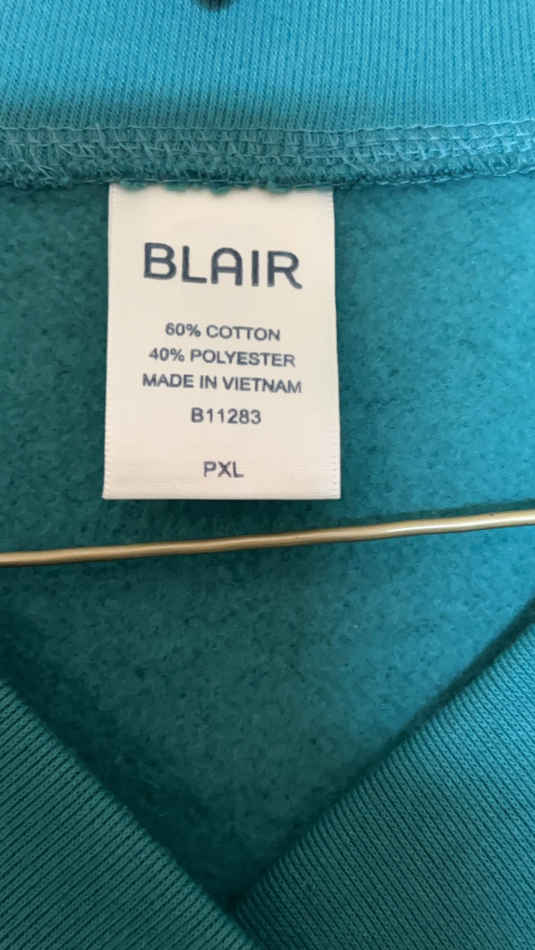 BLAIR
60% COTTON
40% POLYESTER
MADE IN VIETNAM
B11283
PXL